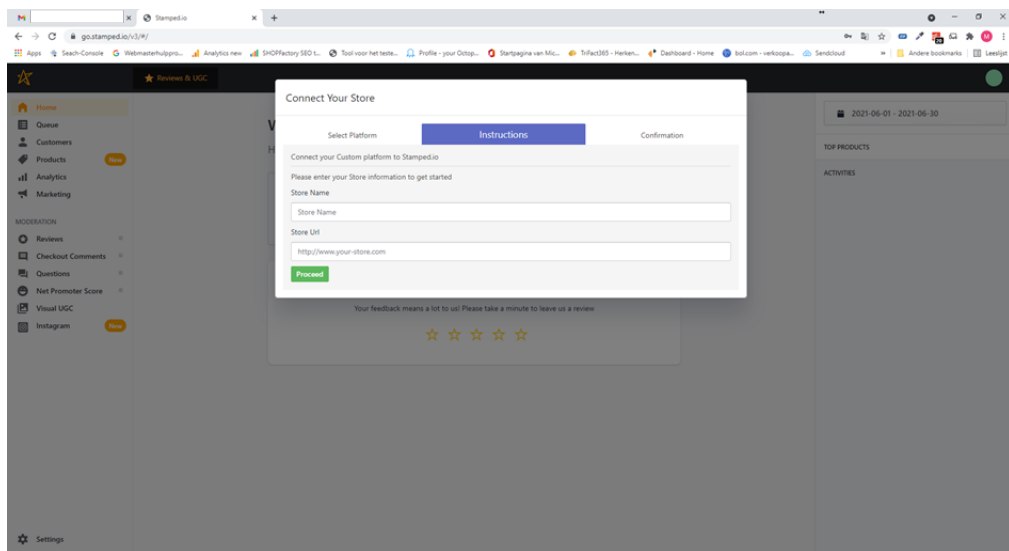 Stamped.io
go.stamped.io/v3/#/
Apps
Seach-Console
Webmasterhulppro...
Analytics new
SHOPFactory SEO t...
Tool voor het teste...
Profile - your Octop...
Startpagina van Mic...
TriFact365 - Herken...
Dashboard - Home
bol.com - verkoopa...
Sendcloud
»
Andere bookmarks
Leeslijst
Reviews & UGC
Home
Queue
Customers
Products New
Analytics
Marketing
MODERATION
Reviews
Checkout Comments
Questions
Net Promoter Score
Visual UGC
Instagram New
Settings
Connect Your Store
Select Platform
Instructions
Confirmation
Connect your Custom platform to Stamped.io
Please enter your Store information to get started
Store Name
Store Name
Store Url
http://www.your-store.com
Proceed
Your feedback means a lot to us! Please take a minute to leave us a review
2021-06-01 - 2021-06-30
TOP PRODUCTS
ACTIVITIES